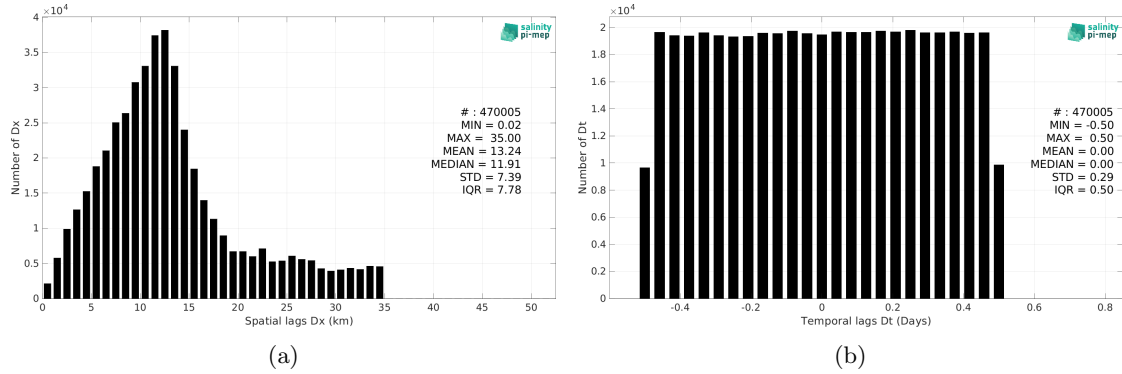 ×10⁴
4
3.5
3
2.5
2
1.5
1
0.5
0
Number of Dx
0 5 10 15 20 25 30 35 40 45 50
Spatial lags Dx (km)
salinity
pi-mep
# : 470005
MIN = 0.02
MAX = 35.00
MEAN = 13.24
MEDIAN = 11.91
STD = 7.39
IQR = 7.78
(a)
×10⁴
2
1.8
1.6
1.4
1.2
1
0.8
0.6
0.4
0.2
0
Number of Dt
-0.4 -0.2 0 0.2 0.4 0.6 0.8
Temporal lags Dt (Days)
salinity
pi-mep
# : 470005
MIN = -0.50
MAX = 0.50
MEAN = 0.00
MEDIAN = 0.00
STD = 0.29
IQR = 0.50
(b)